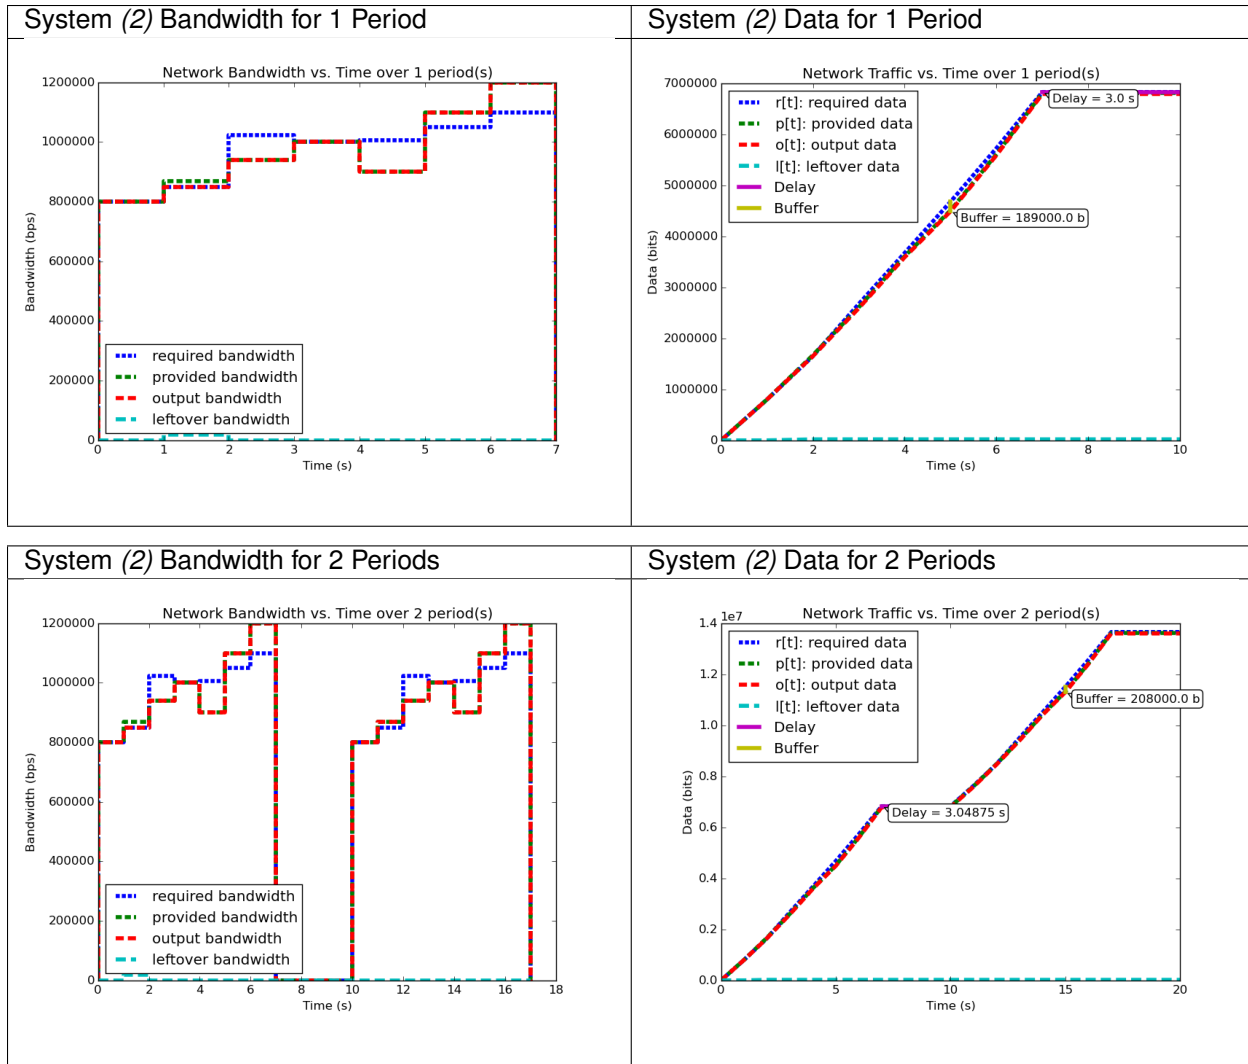 System (2) Bandwidth for 1 Period
System (2) Data for 1 Period
Network Bandwidth vs. Time over 1 period(s)
1200000
1000000
800000
600000
400000
200000
0
Bandwidth (bps)
required bandwidth
provided bandwidth
output bandwidth
leftover bandwidth
0 1 2 3 4 5 6 7
Time (s)
Network Traffic vs. Time over 1 period(s)
7000000
6000000
5000000
4000000
3000000
2000000
1000000
0
Data (bits)
r[t]: required data
p[t]: provided data
o[t]: output data
l[t]: leftover data
Delay
Buffer
Delay = 3.0 s
Buffer = 189000.0 b
0 2 4 6 8 10
Time (s)
System (2) Bandwidth for 2 Periods
System (2) Data for 2 Periods
Network Bandwidth vs. Time over 2 period(s)
1200000
1000000
800000
600000
400000
200000
0
Bandwidth (bps)
required bandwidth
provided bandwidth
output bandwidth
leftover bandwidth
0 2 4 6 8 10 12 14 16 18
Time (s)
Network Traffic vs. Time over 2 period(s)
1e7
1.4
1.2
1.0
0.8
0.6
0.4
0.2
0.0
Data (bits)
r[t]: required data
p[t]: provided data
o[t]: output data
l[t]: leftover data
Delay
Buffer
Buffer = 208000.0 b
Delay = 3.04875 s
0 5 10 15 20
Time (s)